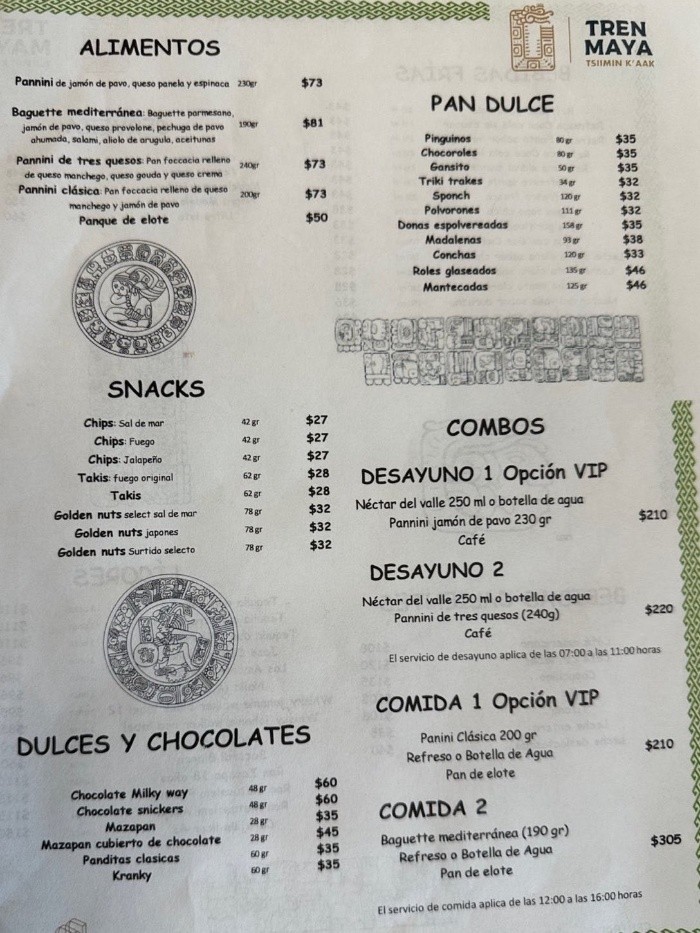 TREN
MAYA
TSIIMIN K'AAK
ALIMENTOS
Pannini de jamón de pavo, queso panela y espinaca 230gr $73
Baguette mediterránea: Baguette parmesano,
jamón de pavo, queso provolone, pechuga de pavo 190gr $81
ahumada, salami, aliolo de arugula, aceitunas
Pannini de tres quesos: Pan foccacia relleno 240gr $73
de queso manchego, queso gouda y queso crema
Pannini clásica: Pan foccacia relleno de queso 200gr $73
manchego y jamón de pavo
Panque de elote $50
SNACKS
Chips: Sal de mar 42 gr $27
Chips: Fuego 42 gr $27
Chips: Jalapeño 42 gr $27
Takis: fuego original 62 gr $28
Takis 62 gr $28
Golden nuts select sal de mar 78 gr $32
Golden nuts japones 78 gr $32
Golden nuts Surtido selecto 78 gr $32
DULCES Y CHOCOLATES
Chocolate Milky way 48 gr $60
Chocolate snickers 48 gr $60
Mazapan 28 gr $35
Mazapan cubierto de chocolate 28 gr $45
Panditas clasicas 60 gr $35
Kranky 60 gr $35
PAN DULCE
Pinguinos 80 gr $35
Chocoroles 80 gr $35
Gansito 50 gr $35
Triki trakes 34 gr $32
Sponch 120 gr $32
Polvorones 111 gr $32
Donas espolvereadas 158 gr $35
Madalenas 93 gr $38
Conchas 120 gr $33
Roles glaseados 135 gr $46
Mantecadas 125 gr $46
COMBOS
DESAYUNO 1 Opción VIP
Néctar del valle 250 ml o botella de agua
Pannini jamón de pavo 230 gr $210
Café
DESAYUNO 2
Néctar del valle 250 ml o botella de agua
Pannini de tres quesos (240g) $220
Café
El servicio de desayuno aplica de las 07:00 a las 11:00 horas
COMIDA 1 Opción VIP
Panini Clásica 200 gr
Refreso o Botella de Agua $210
Pan de elote
COMIDA 2
Baguette mediterránea (190 gr) $305
Refreso o Botella de Agua
Pan de elote
El servicio de comida aplica de las 12:00 a las 16:00 horas